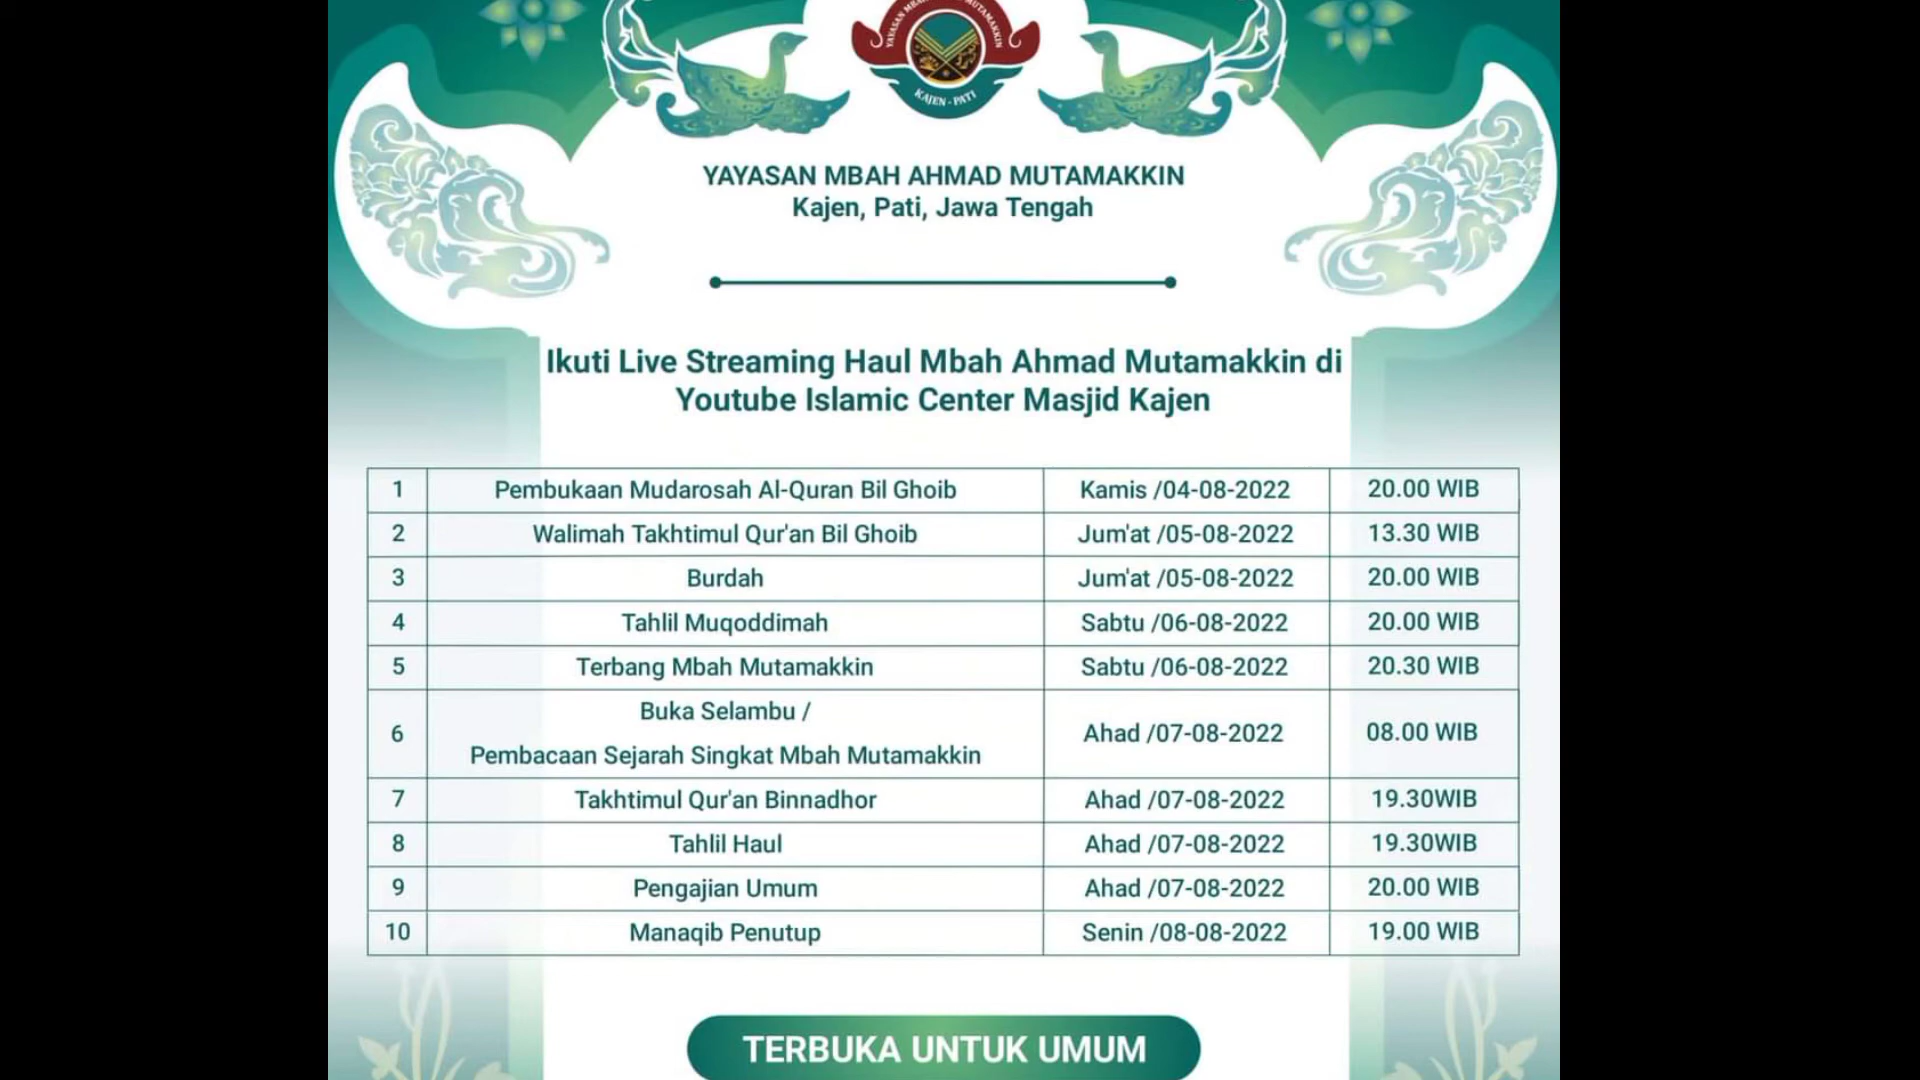 YAYASAN MBAH MUTAMAKKIN
KAJEN - PATI
YAYASAN MBAH AHMAD MUTAMAKKIN
Kajen, Pati, Jawa Tengah
Ikuti Live Streaming Haul Mbah Ahmad Mutamakkin di
Youtube Islamic Center Masjid Kajen
1 Pembukaan Mudarosah Al-Quran Bil Ghoib Kamis /04-08-2022 20.00 WIB
2 Walimah Takhtimul Qur'an Bil Ghoib Jum'at /05-08-2022 13.30 WIB
3 Burdah Jum'at /05-08-2022 20.00 WIB
4 Tahlil Muqoddimah Sabtu /06-08-2022 20.00 WIB
5 Terbang Mbah Mutamakkin Sabtu /06-08-2022 20.30 WIB
6 Buka Selambu /
Pembacaan Sejarah Singkat Mbah Mutamakkin Ahad /07-08-2022 08.00 WIB
7 Takhtimul Qur'an Binnadhor Ahad /07-08-2022 19.30WIB
8 Tahlil Haul Ahad /07-08-2022 19.30WIB
9 Pengajian Umum Ahad /07-08-2022 20.00 WIB
10 Manaqib Penutup Senin /08-08-2022 19.00 WIB
TERBUKA UNTUK UMUM